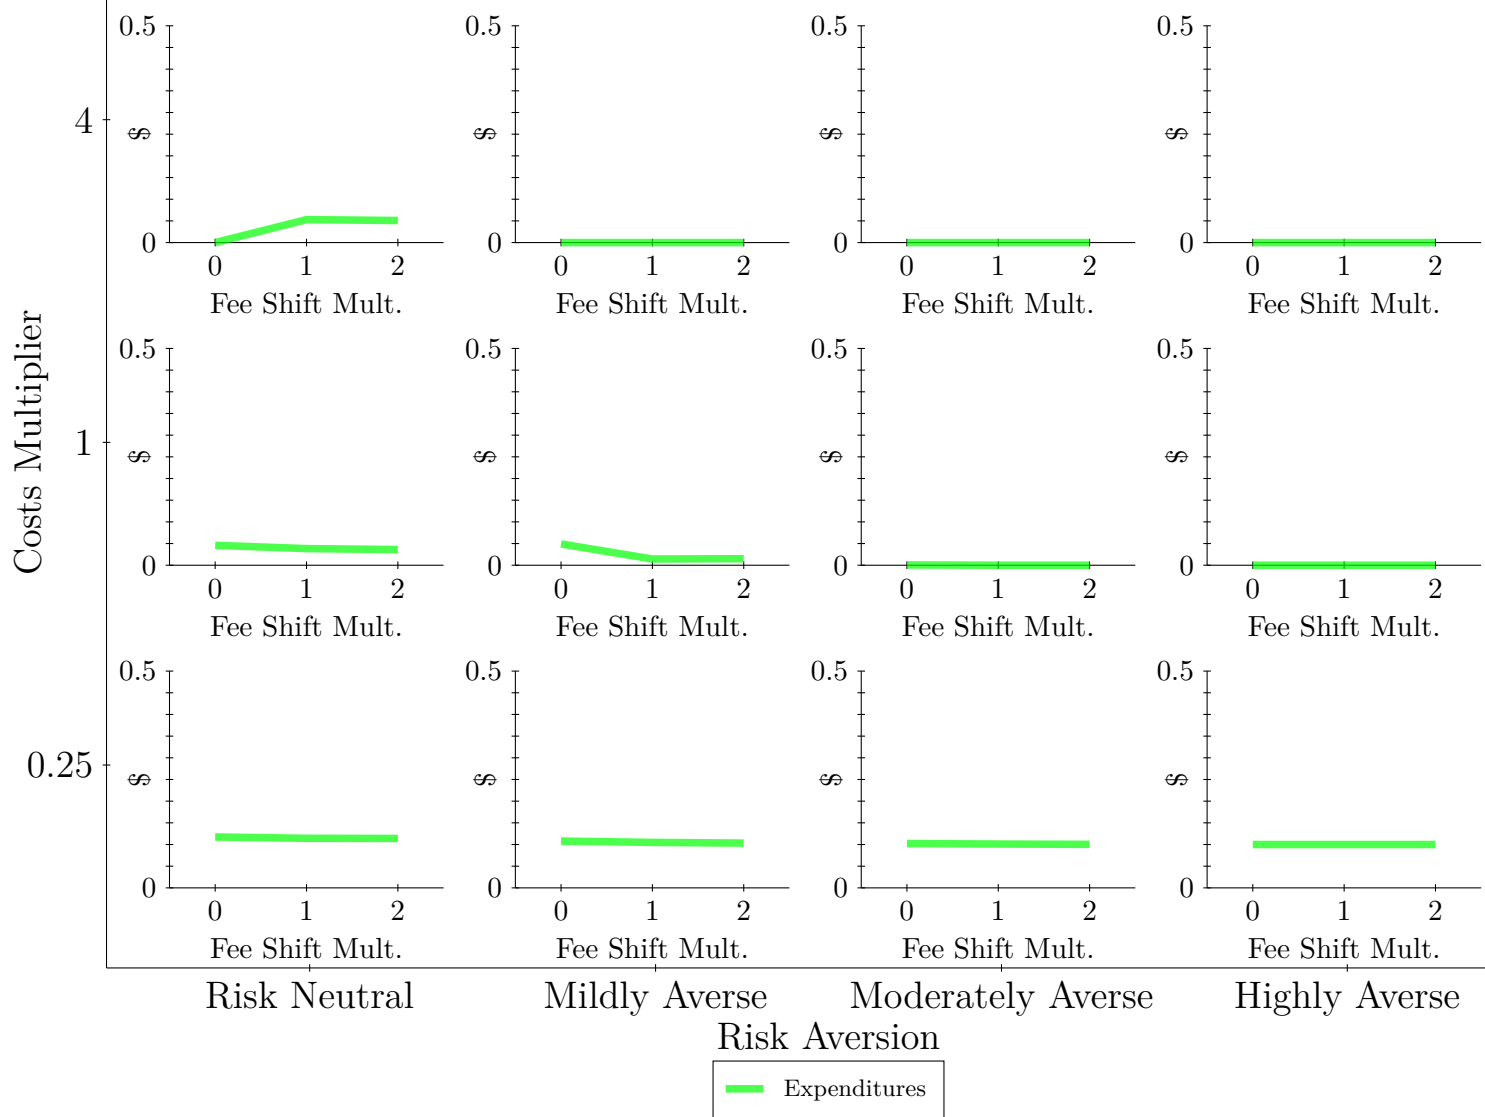 0.5 0.5 0.5 0.5
4
$ $ $ $
0 0 0 0
0 1 2 0 1 2 0 1 2 0 1 2
Fee Shift Mult. Fee Shift Mult. Fee Shift Mult. Fee Shift Mult.
Costs Multiplier
0.5 0.5 0.5 0.5
1
$ $ $ $
0 0 0 0
0 1 2 0 1 2 0 1 2 0 1 2
Fee Shift Mult. Fee Shift Mult. Fee Shift Mult. Fee Shift Mult.
0.5 0.5 0.5 0.5
0.25
$ $ $ $
0 0 0 0
0 1 2 0 1 2 0 1 2 0 1 2
Fee Shift Mult. Fee Shift Mult. Fee Shift Mult. Fee Shift Mult.
Risk Neutral Mildly Averse Moderately Averse Highly Averse
Risk Aversion
Expenditures